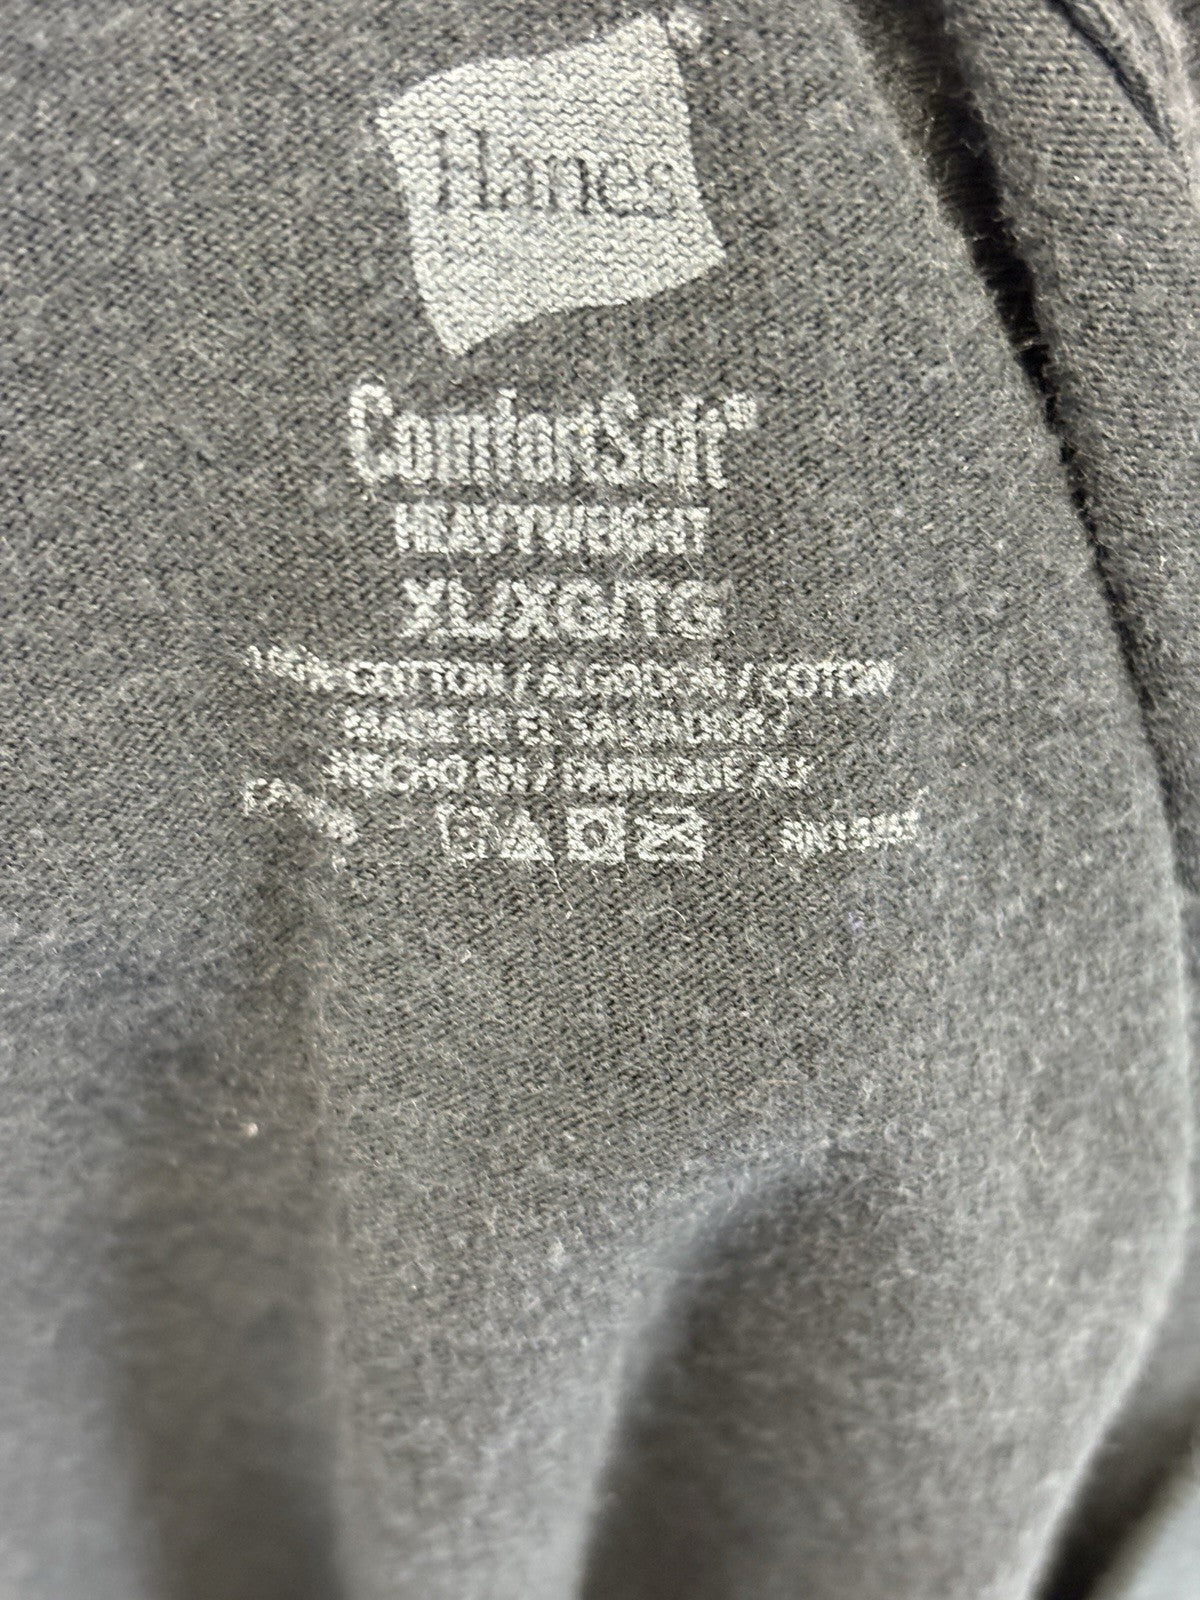 Hanes
ComfortSoft®
HEAVYWEIGHT
XL/XG/TG
100% COTTON / ALGODON / COTON
MADE IN EL SALVADOR /
HECHO EN / FABRIQUE AU